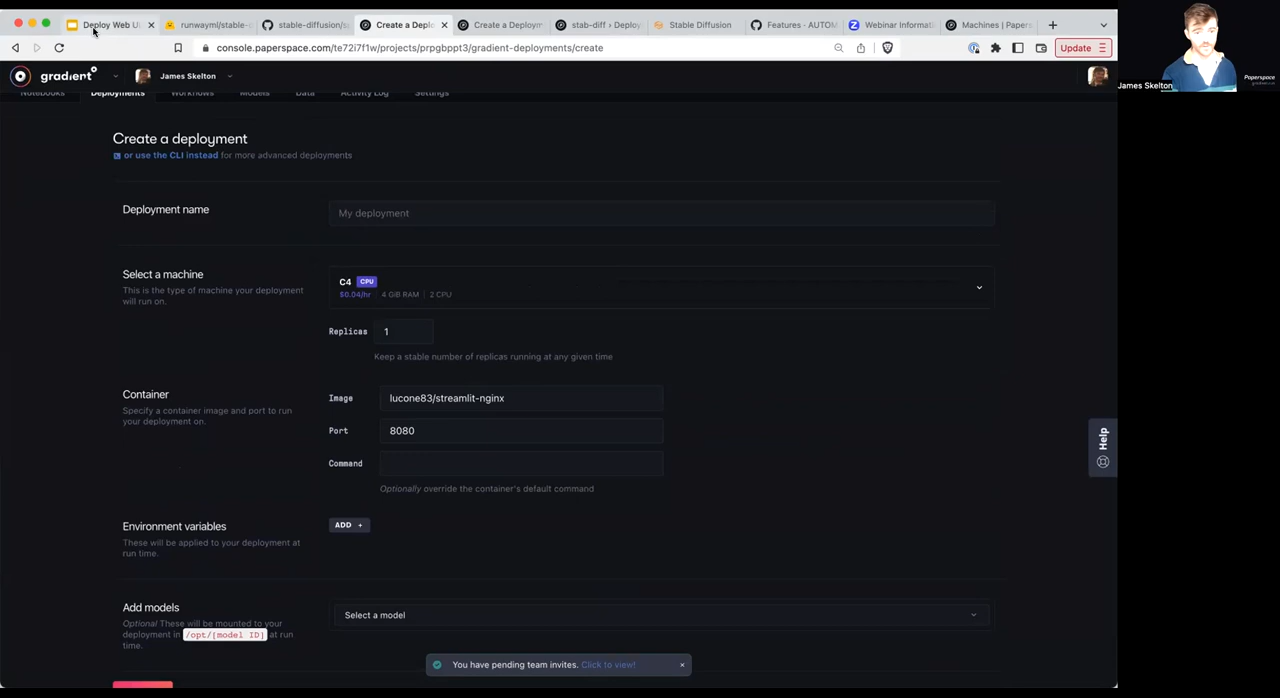 Deploy Web U
runwayml/stable-
stable-diffusion/s
Create a Deplo
Create a Deploym
stab-diff › Deploy
Stable Diffusion
Features - AUTOM
Webinar Informati
Machines | Papers
console.paperspace.com/te72i7f1w/projects/prpgbppt3/gradient-deployments/create
Update
gradient
James Skelton
Notebooks
Deployments
Workflows
Models
Data
Activity Log
Settings
James Skelton
Paperspace
Create a deployment
or use the CLI instead for more advanced deployments
Deployment name
My deployment
Select a machine
This is the type of machine your deployment
will run on.
C4 CPU
$0.04/hr 4 GIB RAM | 2 CPU
Replicas 1
Keep a stable number of replicas running at any given time
Container
Specify a container image and port to run
your deployment on.
Image lucone83/streamlit-nginx
Port 8080
Command
Optionally override the container's default command
Environment variables
These will be applied to your deployment at
run time.
ADD +
Add models
Optional These will be mounted to your
deployment in /opt/[model ID] at run
time.
Select a model
You have pending team invites. Click to view! ×
Help